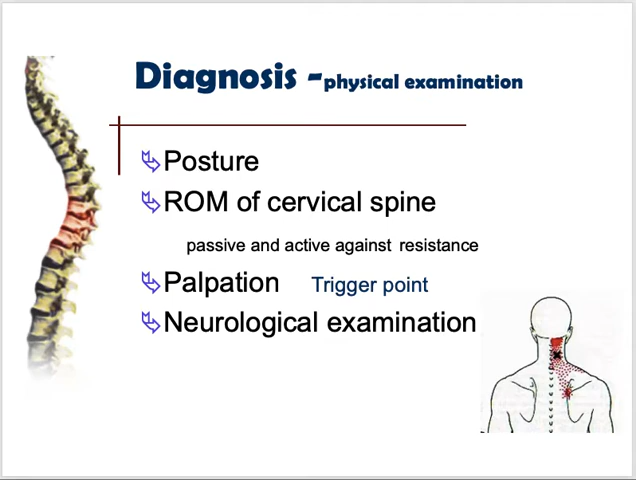 Diagnosis -physical examination
Posture
ROM of cervical spine
passive and active against resistance
Palpation Trigger point
Neurological examination